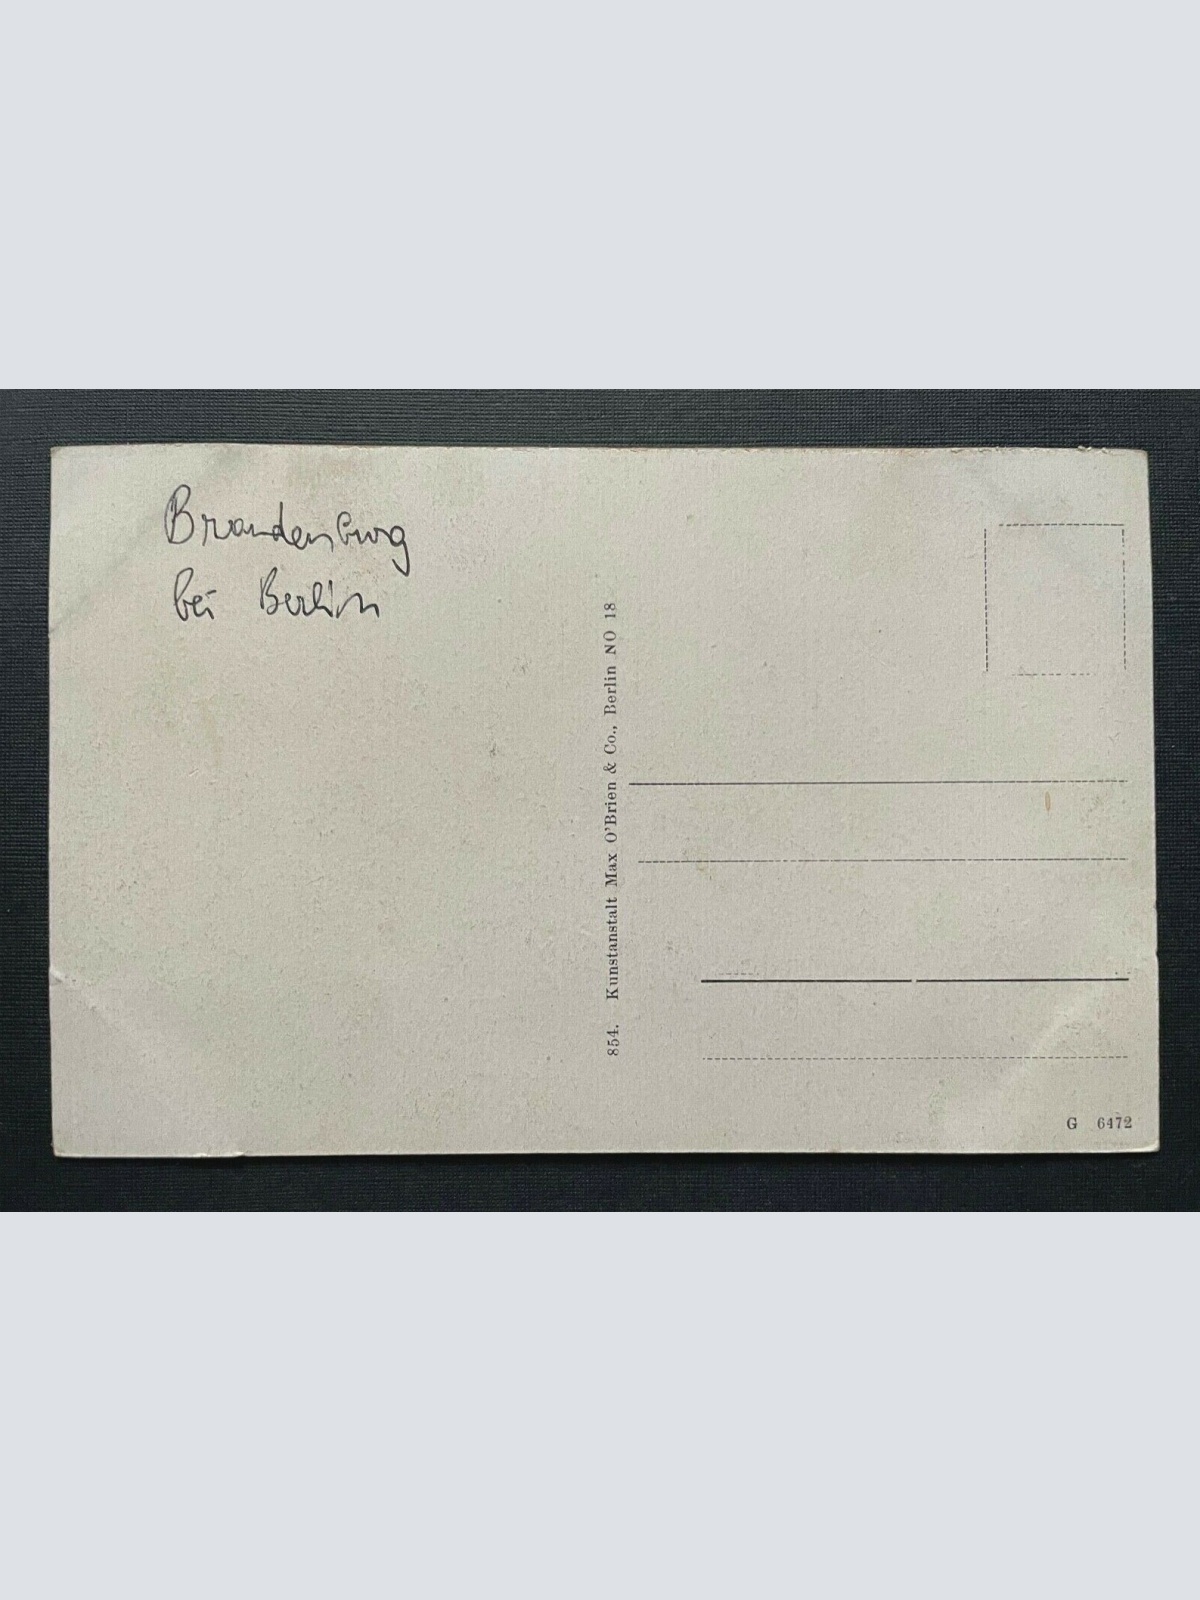 Brandenburg
bei Berlin
854. Kunstanstalt Max O'Brien & Co., Berlin NO 18
G 6472